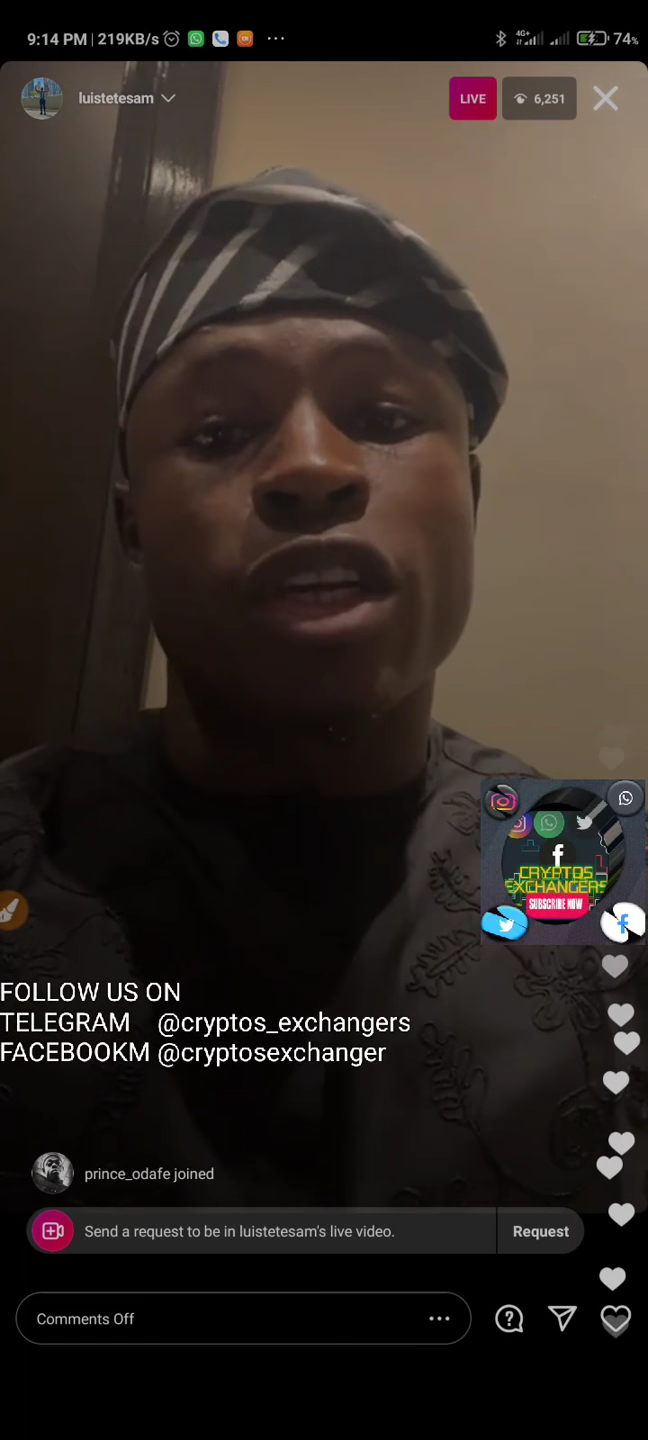 9:14 PM | 219KB/s ···
4G+
74%
luistetesam
LIVE
6,251
CRYPTOS
EXCHANGERS
SUBSCRIBE NOW
FOLLOW US ON
TELEGRAM @cryptos_exchangers
FACEBOOKM @cryptosexchanger
prince_odafe joined
Send a request to be in luistetesam's live video.
Request
Comments Off